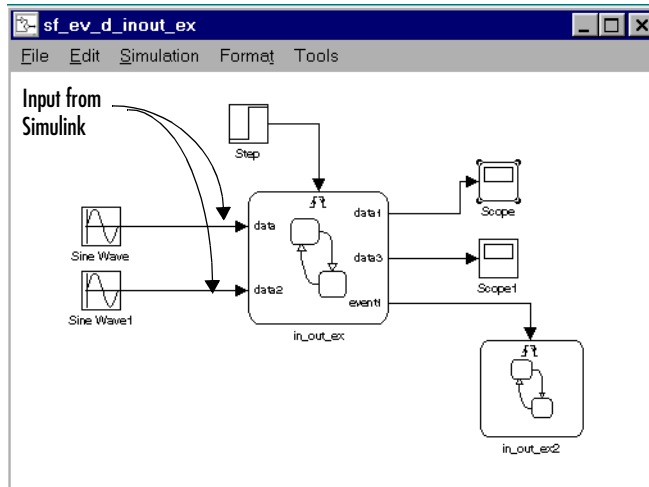 sf_ev_d_inout_ex
File Edit Simulation Format Tools
Input from
Simulink
Step
Scope
data
data1
Sine Wave
data3
Scope1
data2
event1
Sine Wave1
in_out_ex
in_out_ex2